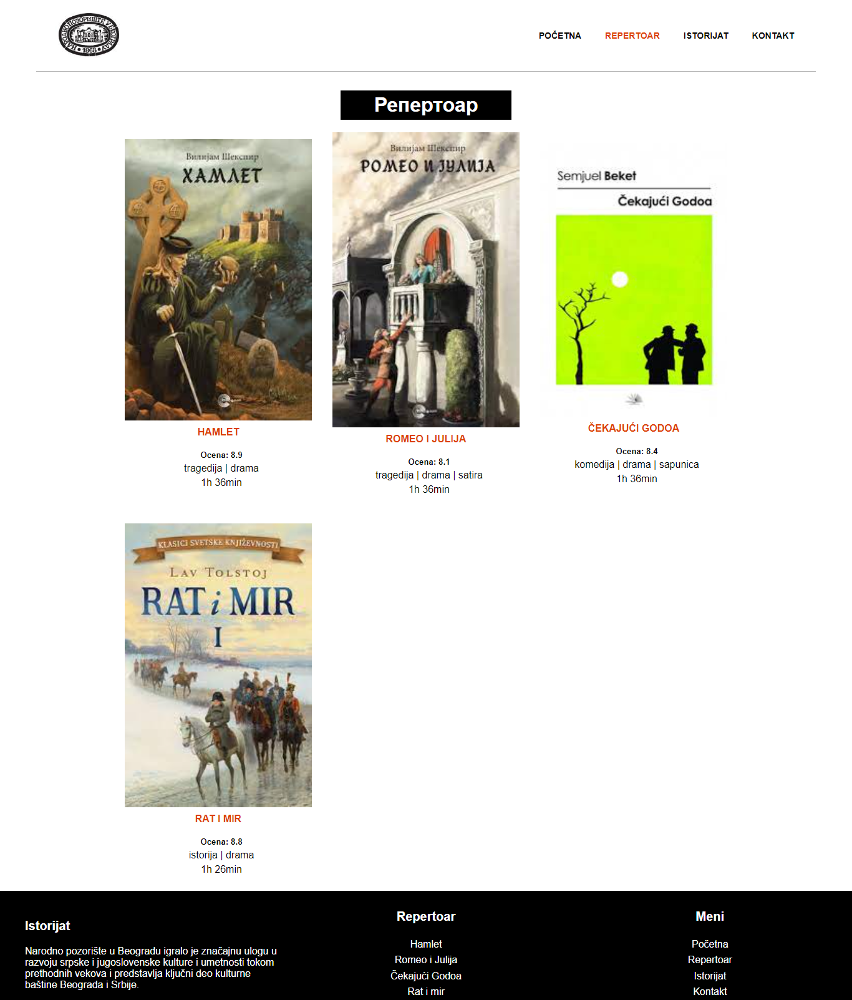 НАРОДНО ПОЗОРИШТЕ У БЕОГРАДУ
1868
POČETNA
REPERTOAR
ISTORIJAT
KONTAKT
Репертоар
Вилијам Шекспир
ХАМЛЕТ
HAMLET
Ocena: 8.9
tragedija | drama
1h 36min
Вилијам Шекспир
РОМЕО И ЈУЛИЈА
ROMEO I JULIJA
Ocena: 8.1
tragedija | drama | satira
1h 36min
Semjuel Beket
Čekajući Godoa
ČEKAJUĆI GODOA
Ocena: 8.4
komedija | drama | sapunica
1h 36min
KLASICI SVETSKE KNJIŽEVNOSTI
LAV TOLSTOJ
RAT i MIR
I
RAT I MIR
Ocena: 8.8
istorija | drama
1h 26min
Istorijat
Narodno pozorište u Beogradu igralo je značajnu ulogu u
razvoju srpske i jugoslovenske kulture i umetnosti tokom
prethodnih vekova i predstavlja ključni deo kulturne
baštine Beograda i Srbije.
Repertoar
Hamlet
Romeo i Julija
Čekajući Godoa
Rat i mir
Meni
Početna
Repertoar
Istorijat
Kontakt